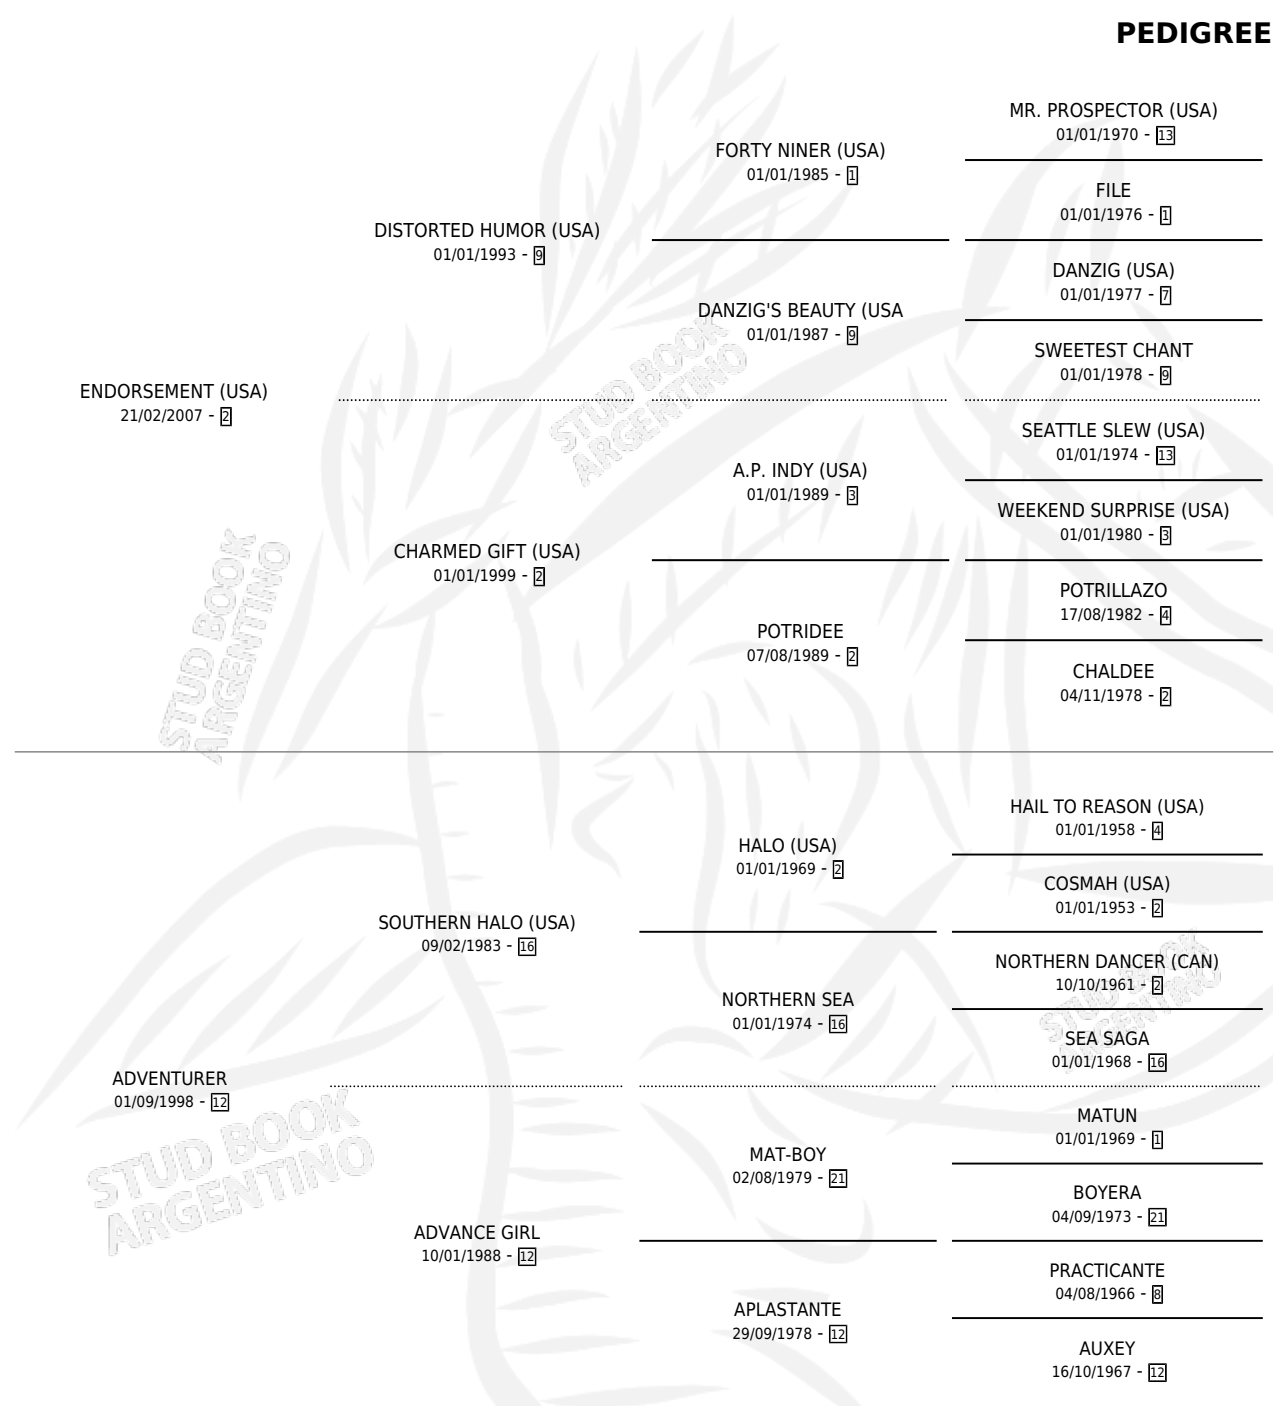 PEDIGREE
MR. PROSPECTOR (USA)
01/01/1970 - 13
FORTY NINER (USA)
01/01/1985 - 1
FILE
01/01/1976 - 1
DISTORTED HUMOR (USA)
01/01/1993 - 9
DANZIG (USA)
01/01/1977 - 7
DANZIG'S BEAUTY (USA
01/01/1987 - 9
SWEETEST CHANT
01/01/1978 - 9
ENDORSEMENT (USA)
21/02/2007 - 2
SEATTLE SLEW (USA)
01/01/1974 - 13
A.P. INDY (USA)
01/01/1989 - 3
WEEKEND SURPRISE (USA)
01/01/1980 - 3
CHARMED GIFT (USA)
01/01/1999 - 2
POTRILLAZO
17/08/1982 - 4
POTRIDEE
07/08/1989 - 2
CHALDEE
04/11/1978 - 2
HAIL TO REASON (USA)
01/01/1958 - 4
HALO (USA)
01/01/1969 - 2
COSMAH (USA)
01/01/1953 - 2
SOUTHERN HALO (USA)
09/02/1983 - 16
NORTHERN DANCER (CAN)
10/10/1961 - 2
NORTHERN SEA
01/01/1974 - 16
SEA SAGA
01/01/1968 - 16
ADVENTURER
01/09/1998 - 12
MATUN
01/01/1969 - 1
MAT-BOY
02/08/1979 - 21
BOYERA
04/09/1973 - 21
ADVANCE GIRL
10/01/1988 - 12
PRACTICANTE
04/08/1966 - 8
APLASTANTE
29/09/1978 - 12
AUXEY
16/10/1967 - 12
STUD BOOK
ARGENTINO
STUD BOOK
ARGENTINO
STUD BOOK
ARGENTINO
STUD BOOK
ARGENTINO